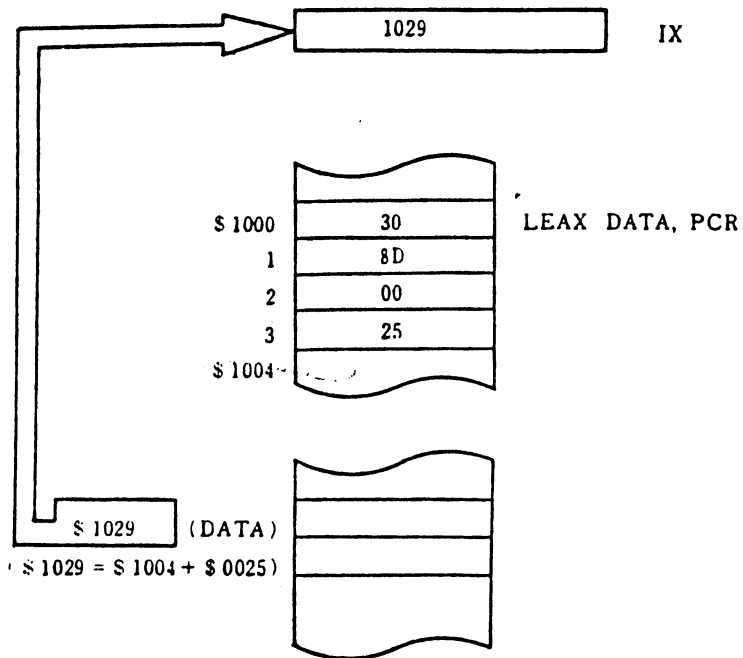 1029 IX
$1000 30 LEAX DATA, PCR
1 8D
2 00
3 25
$1004
$1029 (DATA)
($1029 = $1004 + $0025)